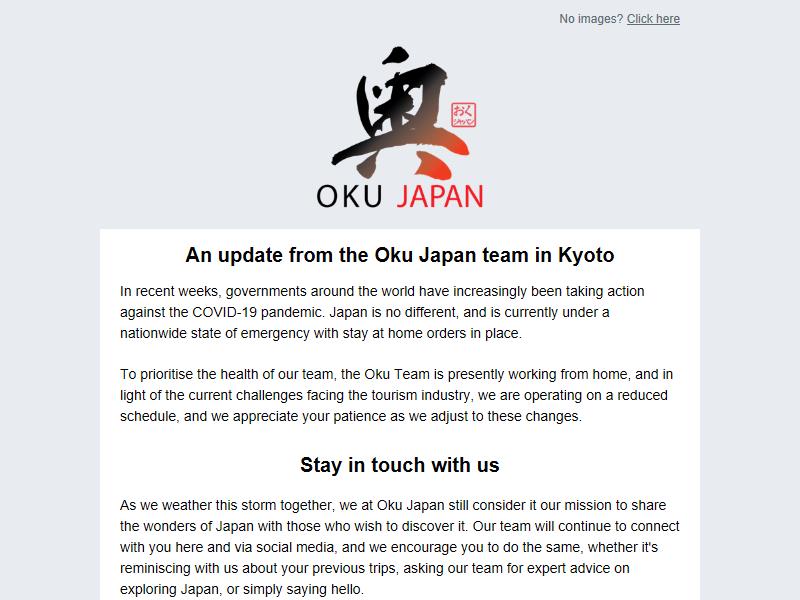 No images? Click here
奥
おく
ジャパン
OKU JAPAN
An update from the Oku Japan team in Kyoto
In recent weeks, governments around the world have increasingly been taking action
against the COVID-19 pandemic. Japan is no different, and is currently under a
nationwide state of emergency with stay at home orders in place.
To prioritise the health of our team, the Oku Team is presently working from home, and in
light of the current challenges facing the tourism industry, we are operating on a reduced
schedule, and we appreciate your patience as we adjust to these changes.
Stay in touch with us
As we weather this storm together, we at Oku Japan still consider it our mission to share
the wonders of Japan with those who wish to discover it. Our team will continue to connect
with you here and via social media, and we encourage you to do the same, whether it's
reminiscing with us about your previous trips, asking our team for expert advice on
exploring Japan, or simply saying hello.